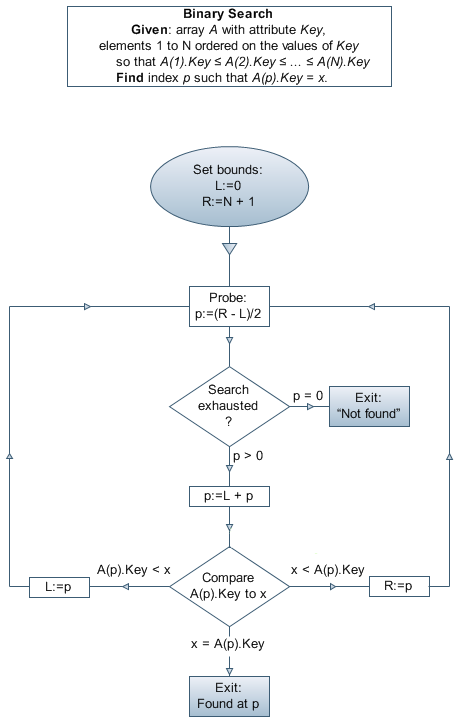 Binary Search
Given: array A with attribute Key,
elements 1 to N ordered on the values of Key
so that A(1).Key ≤ A(2).Key ≤ ... ≤ A(N).Key
Find index p such that A(p).Key = x.
Set bounds:
L:=0
R:=N + 1
Probe:
p:=(R - L)/2
Search
exhausted
?
p = 0
Exit:
“Not found”
p > 0
p:=L + p
Compare
A(p).Key to x
A(p).Key < x
L:=p
x < A(p).Key
R:=p
x = A(p).Key
Exit:
Found at p